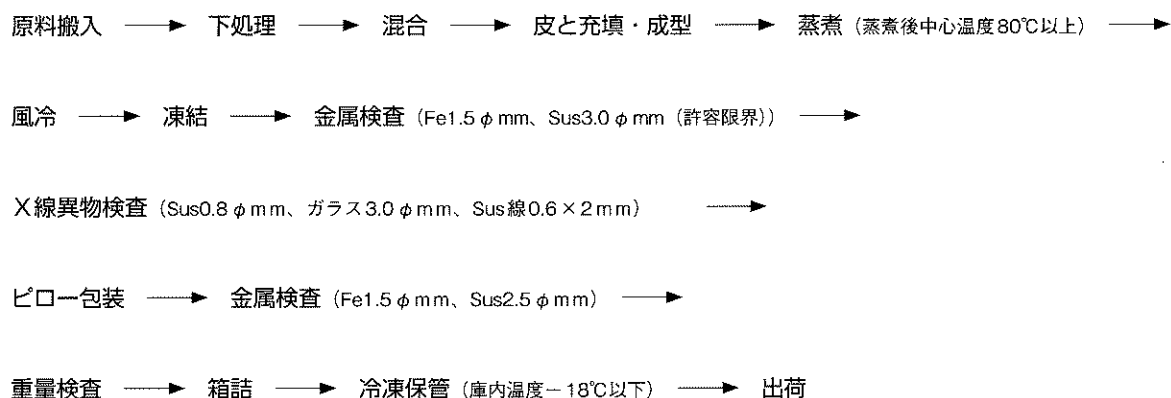 原料搬入 → 下処理 → 混合 → 皮と充填・成型 → 蒸煮（蒸煮後中心温度80℃以上） →
風冷 → 凍結 → 金属検査（Fe1.5φmm、Sus3.0φmm（許容限界）） →
X線異物検査（Sus0.8φmm、ガラス3.0φmm、Sus線0.6×2mm） →
ピロー包装 → 金属検査（Fe1.5φmm、Sus2.5φmm） →
重量検査 → 箱詰 → 冷凍保管（庫内温度－18℃以下） → 出荷